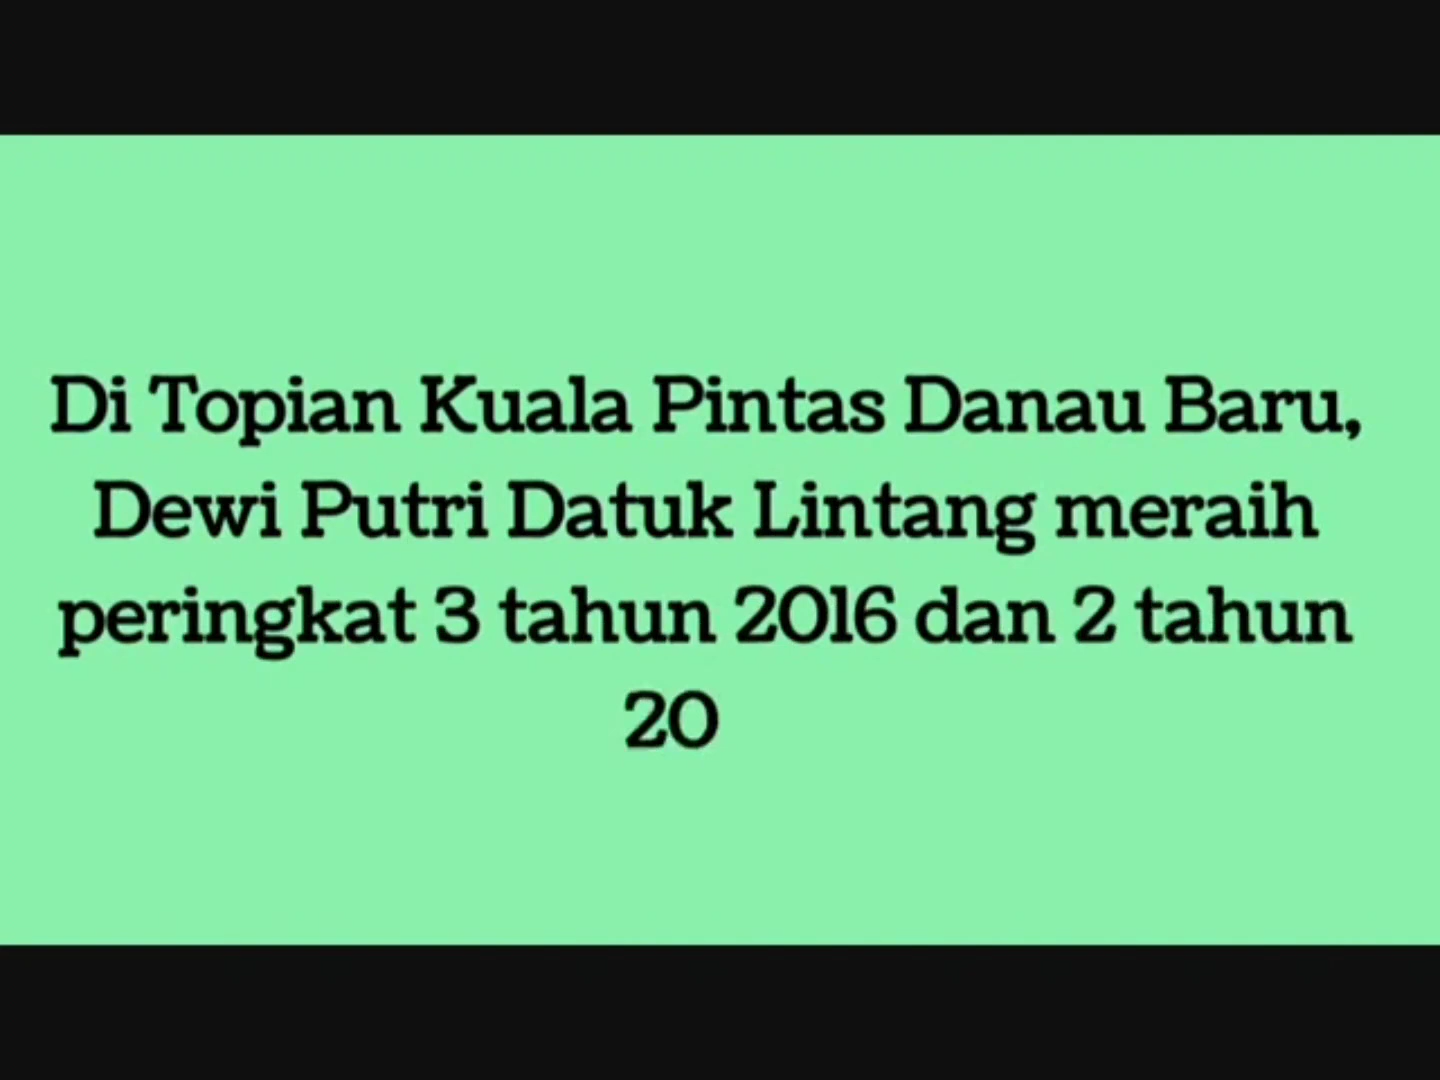 Di Topian Kuala Pintas Danau Baru,
Dewi Putri Datuk Lintang meraih
peringkat 3 tahun 2016 dan 2 tahun
20